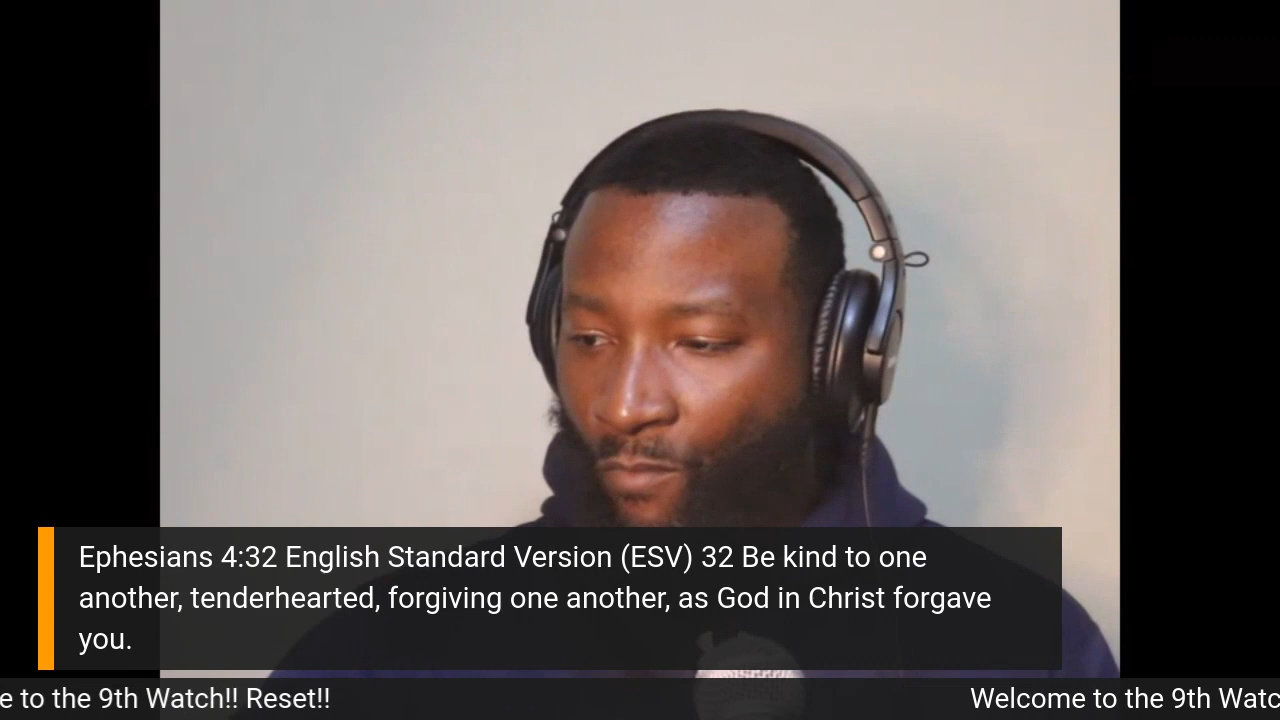 Ephesians 4:32 English Standard Version (ESV) 32 Be kind to one
another, tenderhearted, forgiving one another, as God in Christ forgave
you.
e to the 9th Watch!! Reset!!
Welcome to the 9th Watc